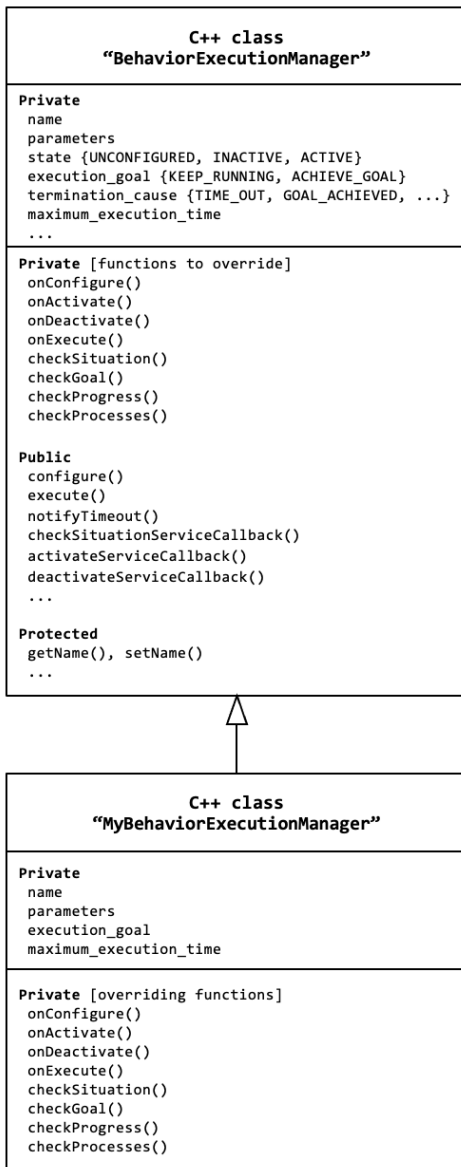 C++ class
“BehaviorExecutionManager”
Private
name
parameters
state {UNCONFIGURED, INACTIVE, ACTIVE}
execution_goal {KEEP_RUNNING, ACHIEVE_GOAL}
termination_cause {TIME_OUT, GOAL_ACHIEVED, ...}
maximum_execution_time
...
Private [functions to override]
onConfigure()
onActivate()
onDeactivate()
onExecute()
checkSituation()
checkGoal()
checkProgress()
checkProcesses()
Public
configure()
execute()
notifyTimeout()
checkSituationServiceCallback()
activateServiceCallback()
deactivateServiceCallback()
...
Protected
getName(), setName()
...
C++ class
“MyBehaviorExecutionManager”
Private
name
parameters
execution_goal
maximum_execution_time
Private [overriding functions]
onConfigure()
onActivate()
onDeactivate()
onExecute()
checkSituation()
checkGoal()
checkProgress()
checkProcesses()